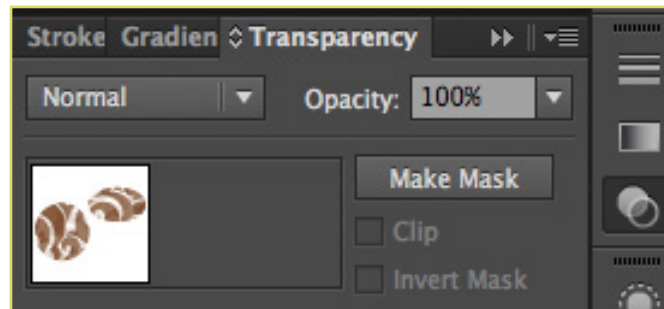 Stroke Gradien Transparency
Normal Opacity: 100%
Make Mask
Clip
Invert Mask